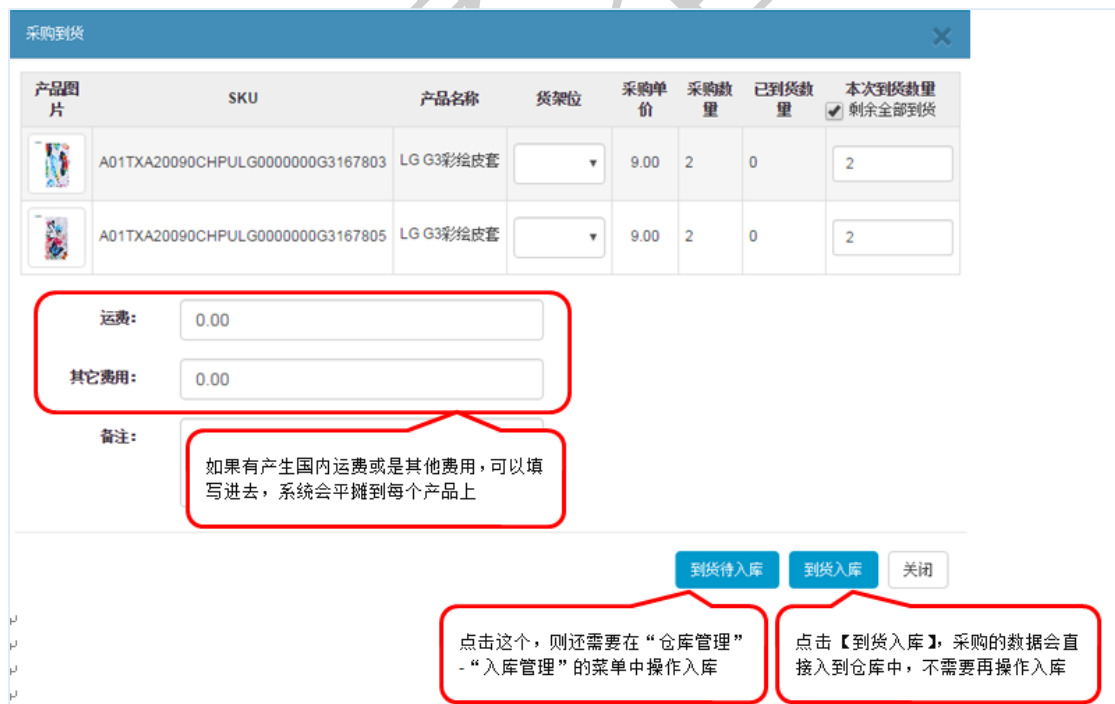 采购到货
产品图片 SKU 产品名称 货架位 采购单价 采购数量 已到货数量 本次到货数量
剩余全部到货
A01TXA20090CHPULG0000000G3167803 LG G3彩绘皮套 9.00 2 0 2
A01TXA20090CHPULG0000000G3167805 LG G3彩绘皮套 9.00 2 0 2
运费: 0.00
其它费用: 0.00
备注:
如果有产生国内运费或是其他费用，可以填
写进去，系统会平摊到每个产品上
到货待入库 到货入库 关闭
点击这个，则还需要在“仓库管理”
-“入库管理”的菜单中操作入库
点击【到货入库】，采购的数据会直
接入到仓库中，不需要再操作入库